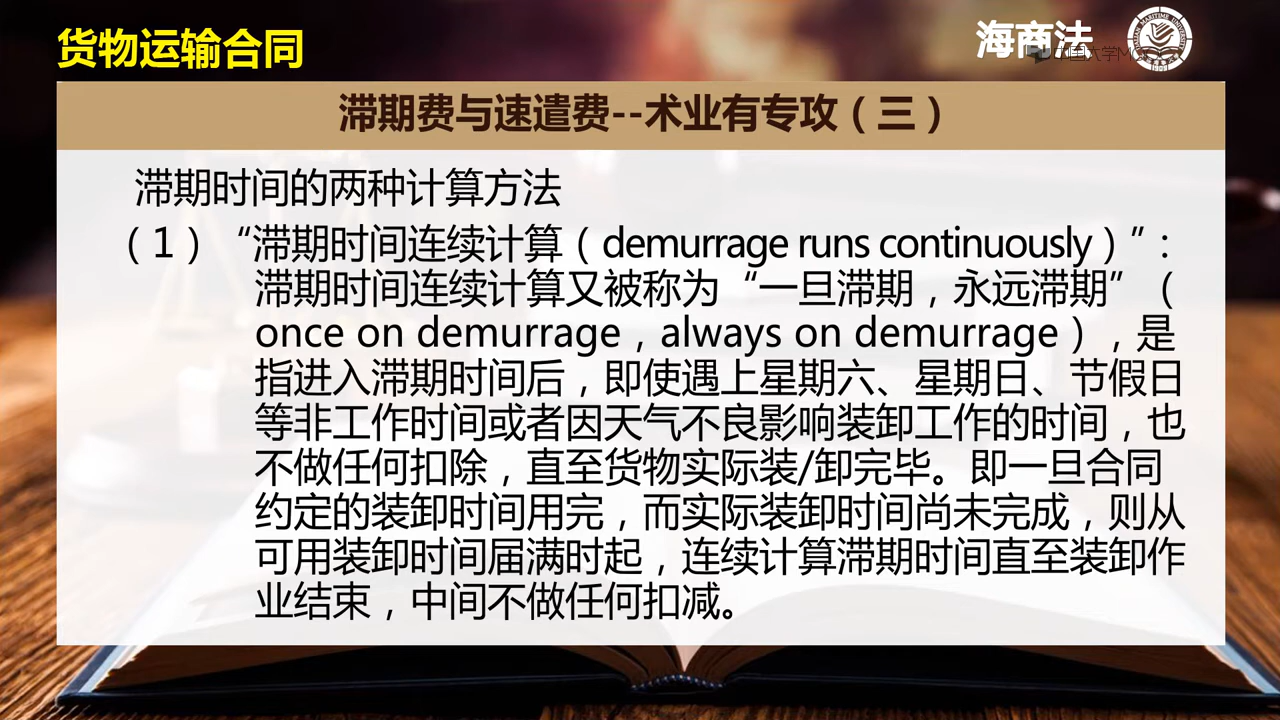 货物运输合同
海商法
中国大学MOOC
滞期费与速遣费--术业有专攻（三）
滞期时间的两种计算方法
（1）“滞期时间连续计算（demurrage runs continuously）”：
滞期时间连续计算又被称为“一旦滞期，永远滞期”（
once on demurrage，always on demurrage），是
指进入滞期时间后，即使遇上星期六、星期日、节假日
等非工作时间或者因天气不良影响装卸工作的时间，也
不做任何扣除，直至货物实际装/卸完毕。即一旦合同
约定的装卸时间用完，而实际装卸时间尚未完成，则从
可用装卸时间届满时起，连续计算滞期时间直至装卸作
业结束，中间不做任何扣减。